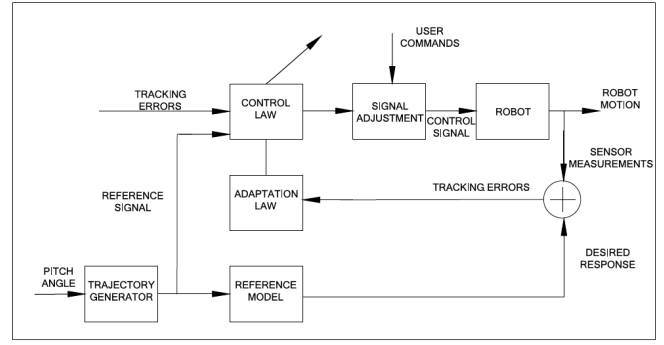 USER
COMMANDS
TRACKING
ERRORS
CONTROL
LAW
SIGNAL
ADJUSTMENT
CONTROL
SIGNAL
ROBOT
ROBOT
MOTION
SENSOR
MEASUREMENTS
REFERENCE
SIGNAL
ADAPTATION
LAW
TRACKING ERRORS
DESIRED
RESPONSE
PITCH
ANGLE
TRAJECTORY
GENERATOR
REFERENCE
MODEL